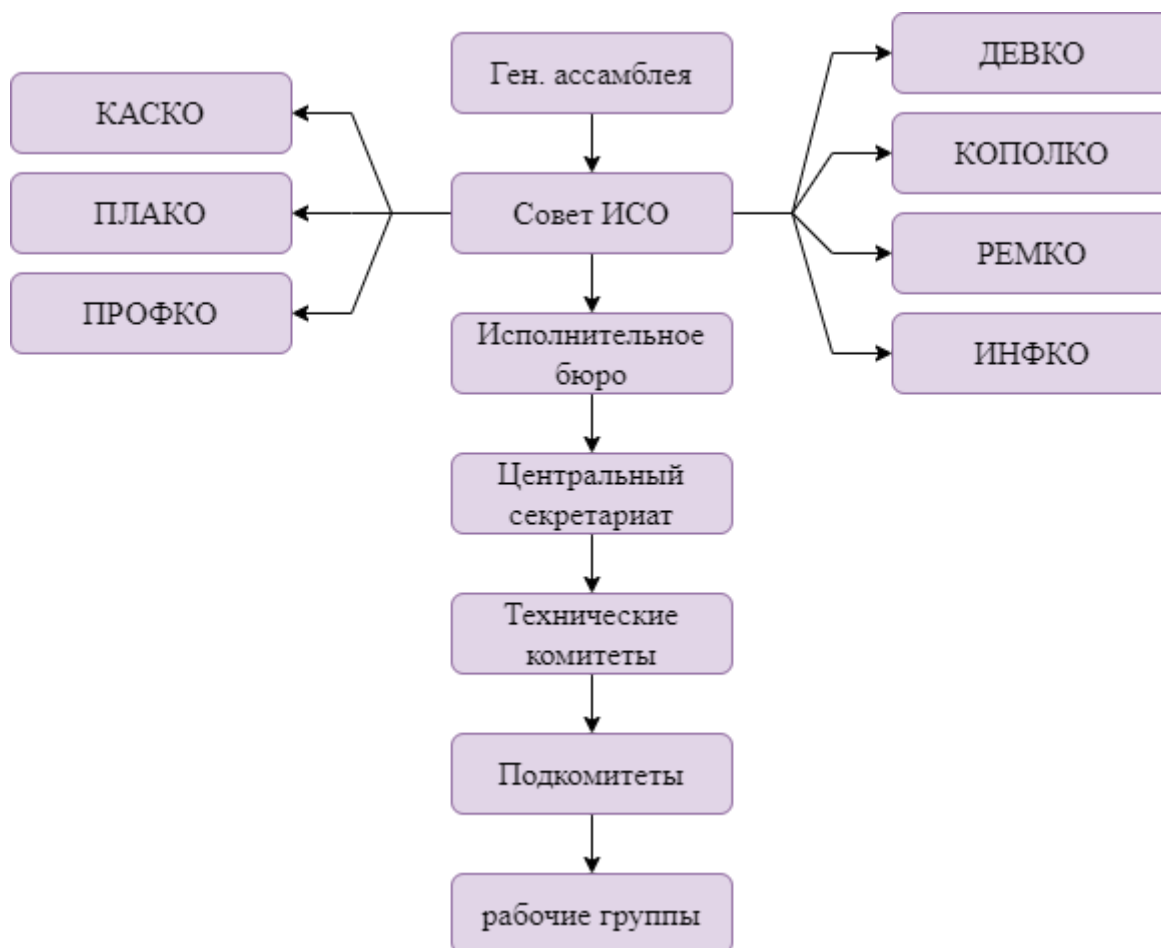 Ген. ассамблея
ДЕВКО
КАСКО
КОПОЛКО
ПЛАКО
Совет ИСО
РЕМКО
ПРОФКО
Исполнительное
бюро
ИНФКО
Центральный
секретариат
Технические
комитеты
Подкомитеты
рабочие группы